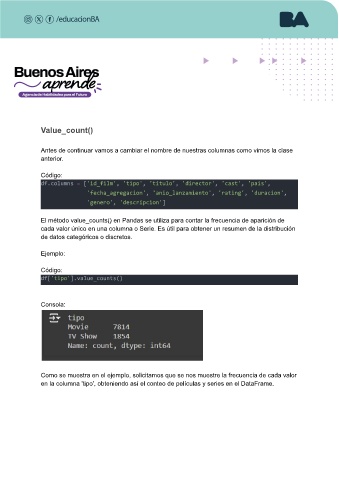 /educacionBA
BA
Buenos Aires
aprende
Agencia de Habilidades para el Futuro
Value_count()
Antes de continuar vamos a cambiar el nombre de nuestras columnas como vimos la clase
anterior.
Código:
df.columns = ['id_film', 'tipo', 'titulo', 'director', 'cast', 'pais',
'fecha_agregacion', 'anio_lanzamiento', 'rating', 'duracion',
'genero', 'descripcion']
El método value_counts() en Pandas se utiliza para contar la frecuencia de aparición de
cada valor único en una columna o Serie. Es útil para obtener un resumen de la distribución
de datos categóricos o discretos.
Ejemplo:
Código:
df['tipo'].value_counts()
Consola:
tipo
Movie 7814
TV Show 1854
Name: count, dtype: int64
Como se muestra en el ejemplo, solicitamos que se nos muestre la frecuencia de cada valor
en la columna 'tipo', obteniendo así el conteo de películas y series en el DataFrame.